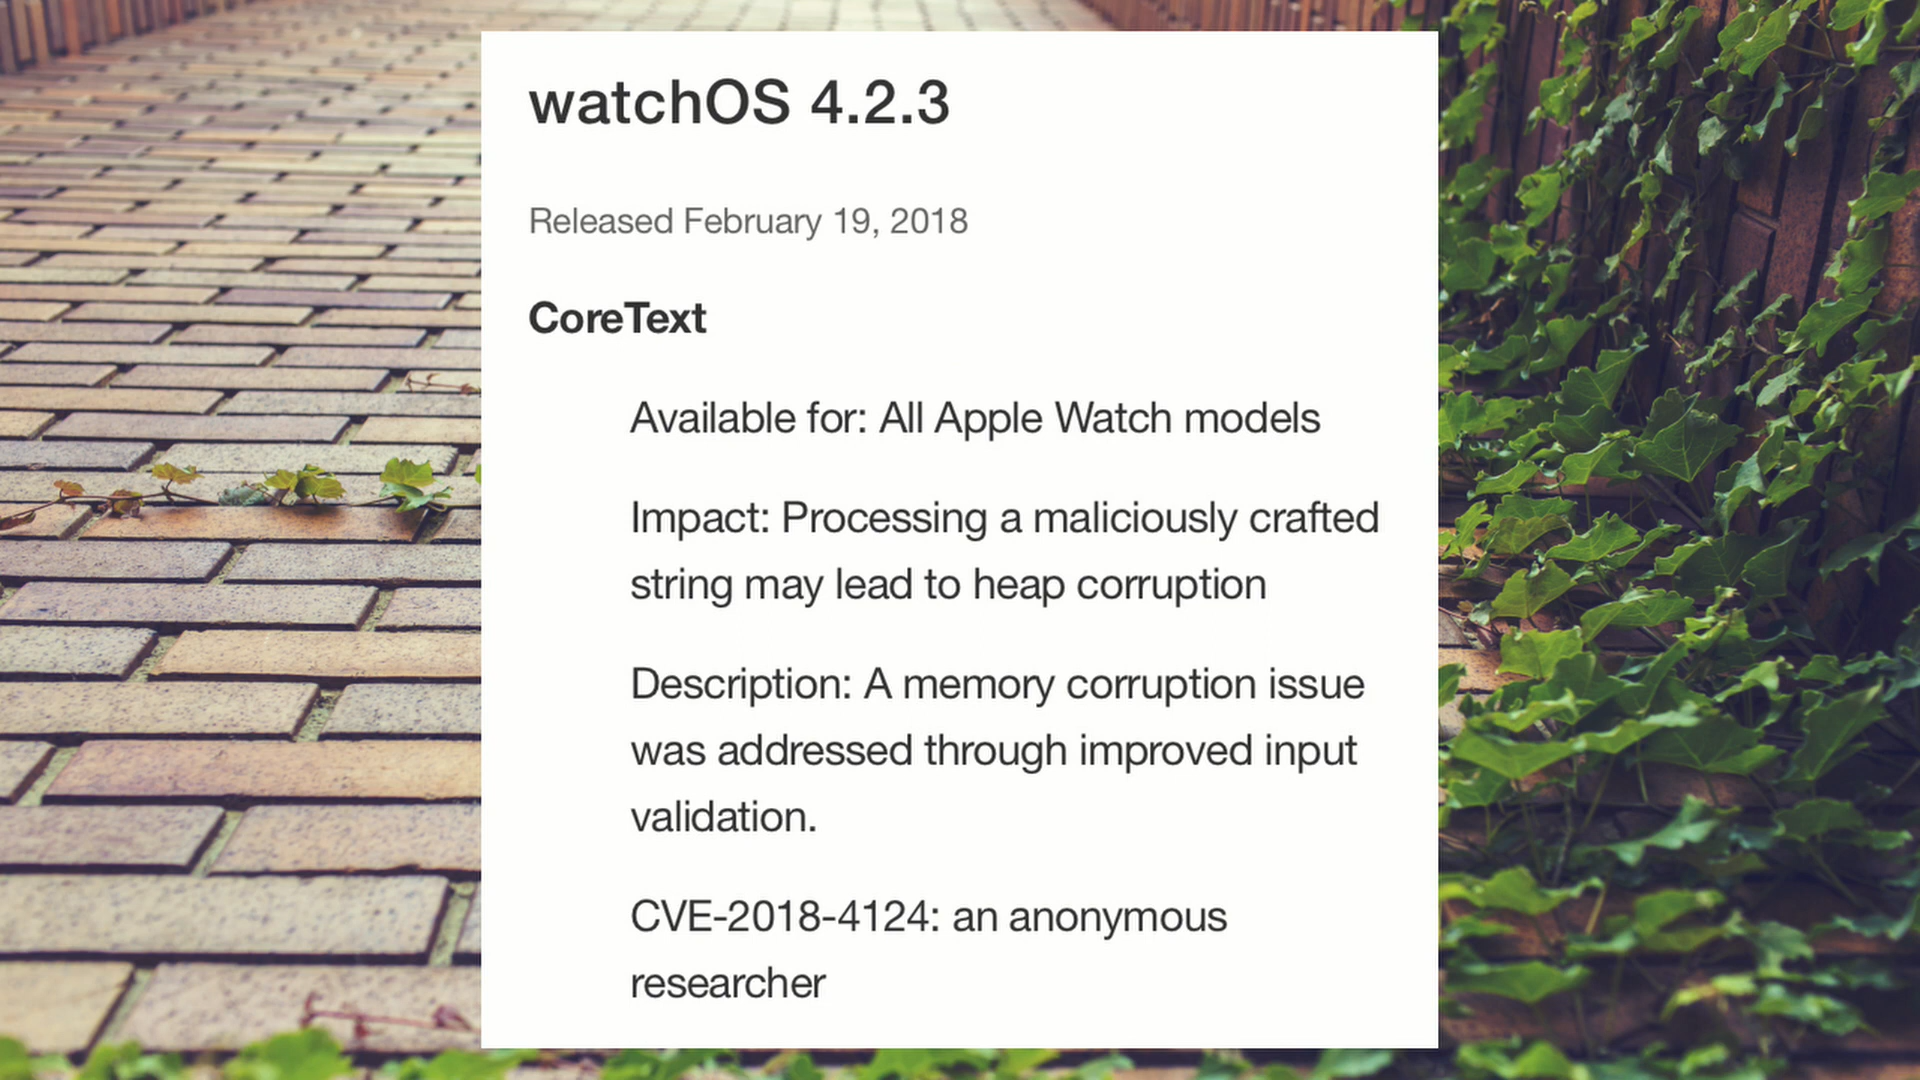 watchOS 4.2.3
Released February 19, 2018
CoreText
Available for: All Apple Watch models
Impact: Processing a maliciously crafted
string may lead to heap corruption
Description: A memory corruption issue
was addressed through improved input
validation.
CVE-2018-4124: an anonymous
researcher